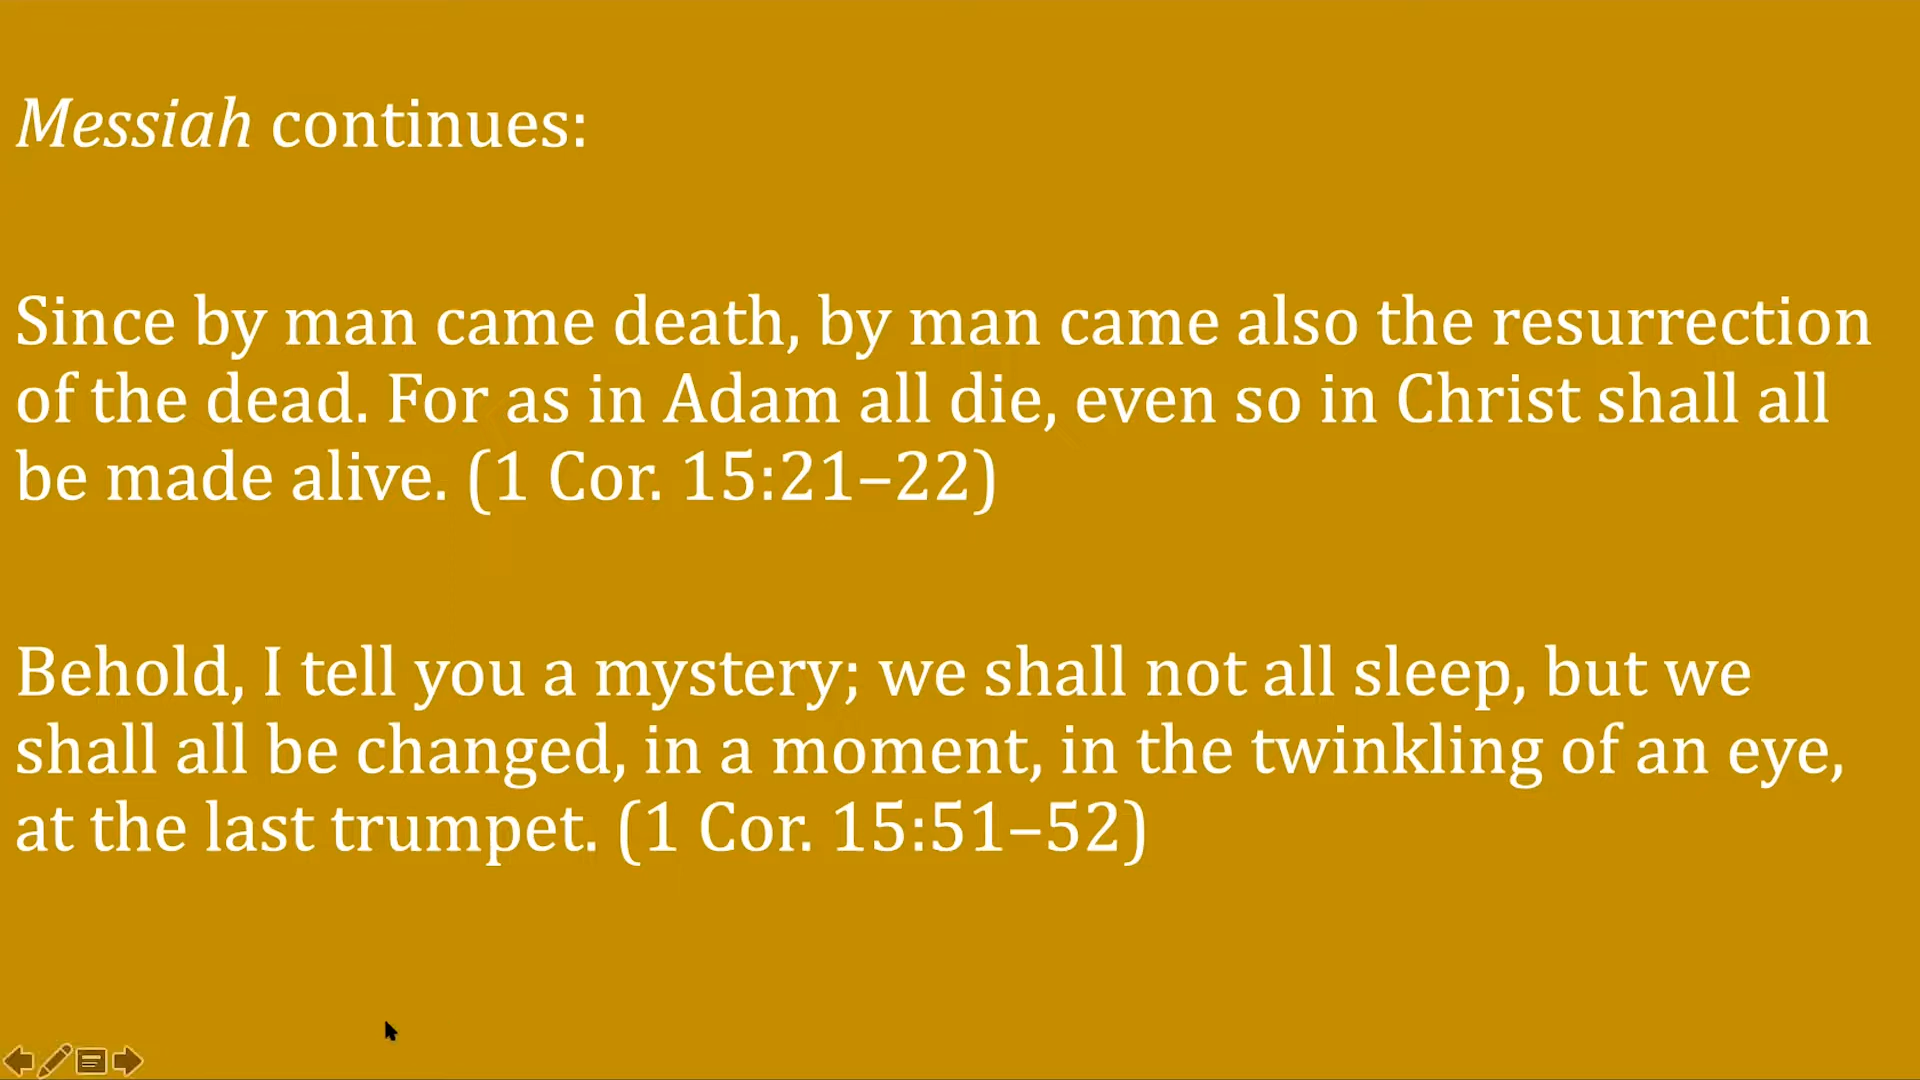 Messiah continues:
Since by man came death, by man came also the resurrection
of the dead. For as in Adam all die, even so in Christ shall all
be made alive. (1 Cor. 15:21–22)
Behold, I tell you a mystery; we shall not all sleep, but we
shall all be changed, in a moment, in the twinkling of an eye,
at the last trumpet. (1 Cor. 15:51–52)